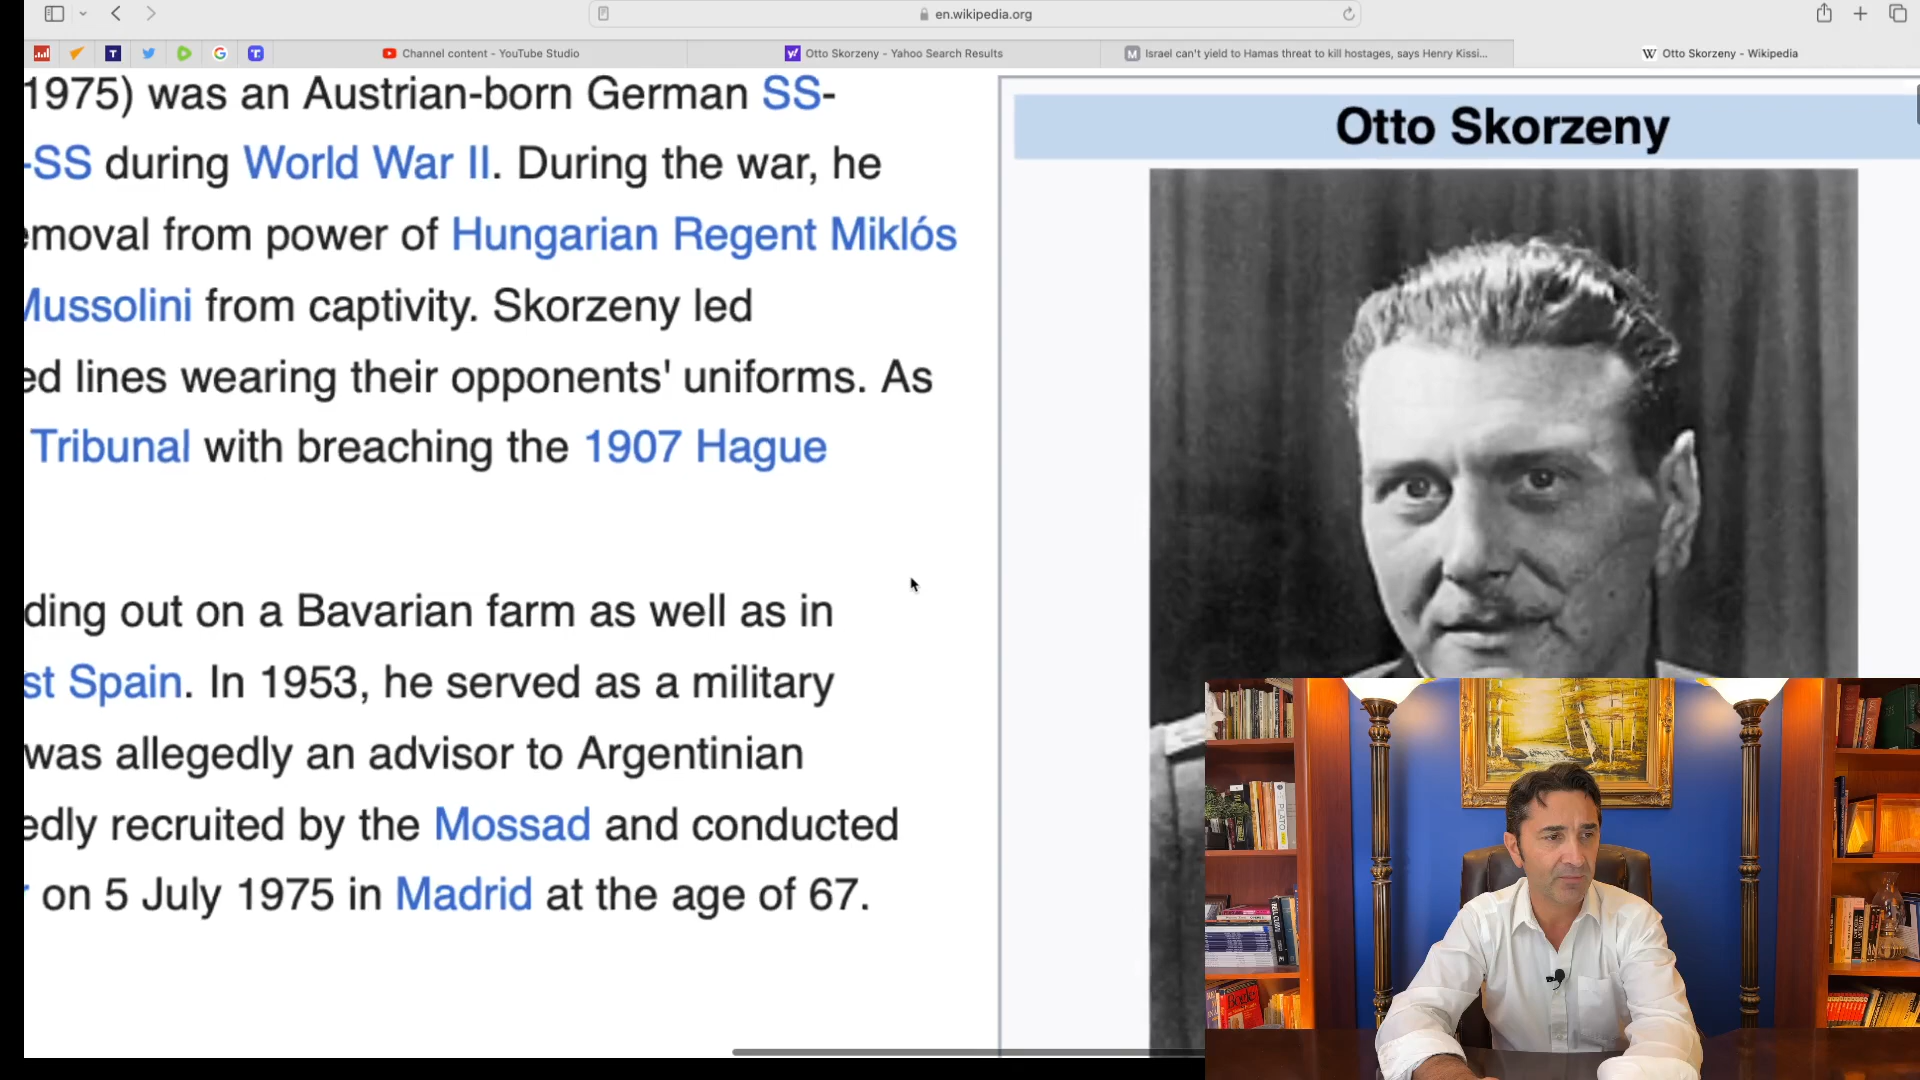 en.wikipedia.org
Channel content - YouTube Studio
Otto Skorzeny - Yahoo Search Results
Israel can't yield to Hamas threat to kill hostages, says Henry Kissi...
Otto Skorzeny - Wikipedia
1975) was an Austrian-born German SS-
-SS during World War II. During the war, he
emoval from power of Hungarian Regent Miklós
Mussolini from captivity. Skorzeny led
ed lines wearing their opponents' uniforms. As
Tribunal with breaching the 1907 Hague
ding out on a Bavarian farm as well as in
st Spain. In 1953, he served as a military
was allegedly an advisor to Argentinian
edly recruited by the Mossad and conducted
r on 5 July 1975 in Madrid at the age of 67.
Otto Skorzeny
PLATO